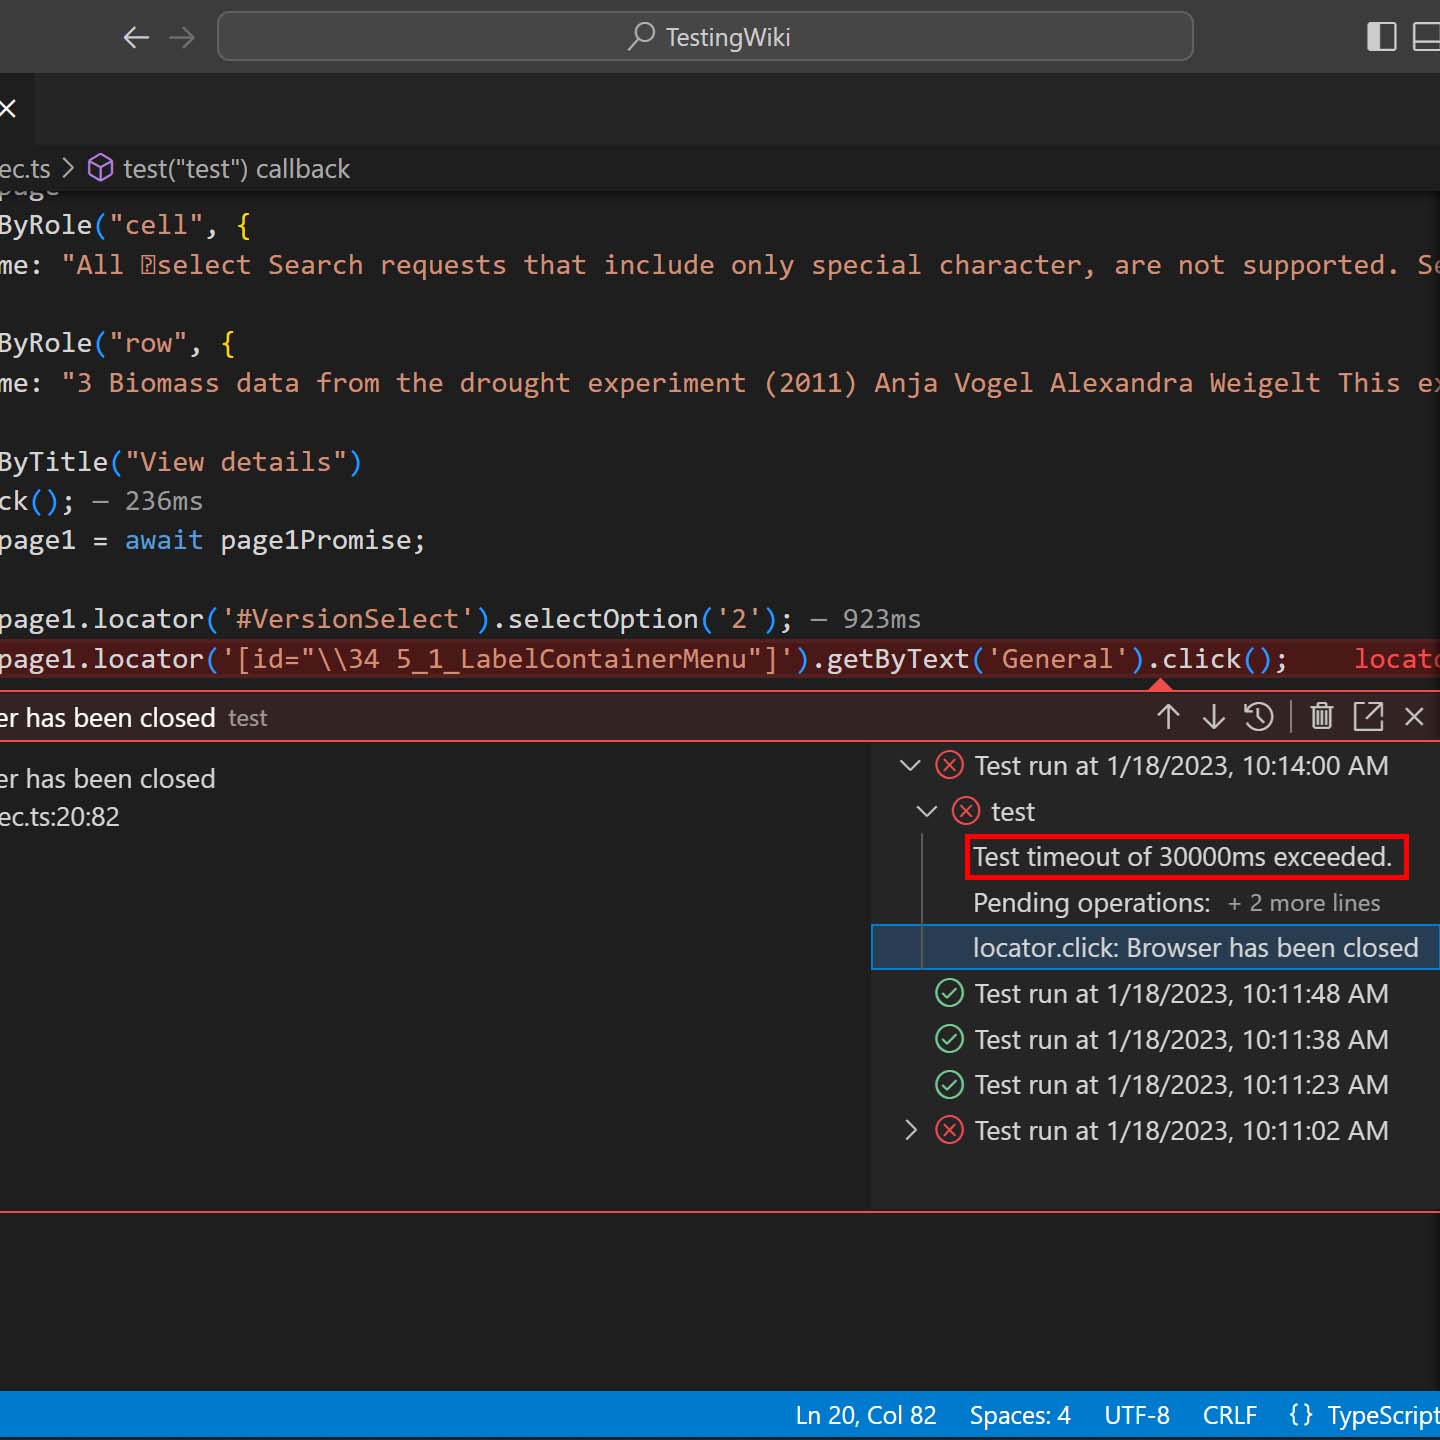 TestingWiki
ec.ts > test("test") callback
page
ByRole("cell", {
me: "All select Search requests that include only special character, are not supported. Se
ByRole("row", {
me: "3 Biomass data from the drought experiment (2011) Anja Vogel Alexandra Weigelt This ex
ByTitle("View details")
ck(); — 236ms
page1 = await page1Promise;
page1.locator('#VersionSelect').selectOption('2'); — 923ms
page1.locator('[id="\\34 5_1_LabelContainerMenu"]').getByText('General').click(); locato
er has been closed test
er has been closed
ec.ts:20:82
Test run at 1/18/2023, 10:14:00 AM
test
Test timeout of 30000ms exceeded.
Pending operations: + 2 more lines
locator.click: Browser has been closed
Test run at 1/18/2023, 10:11:48 AM
Test run at 1/18/2023, 10:11:38 AM
Test run at 1/18/2023, 10:11:23 AM
Test run at 1/18/2023, 10:11:02 AM
Ln 20, Col 82 Spaces: 4 UTF-8 CRLF {} TypeScript